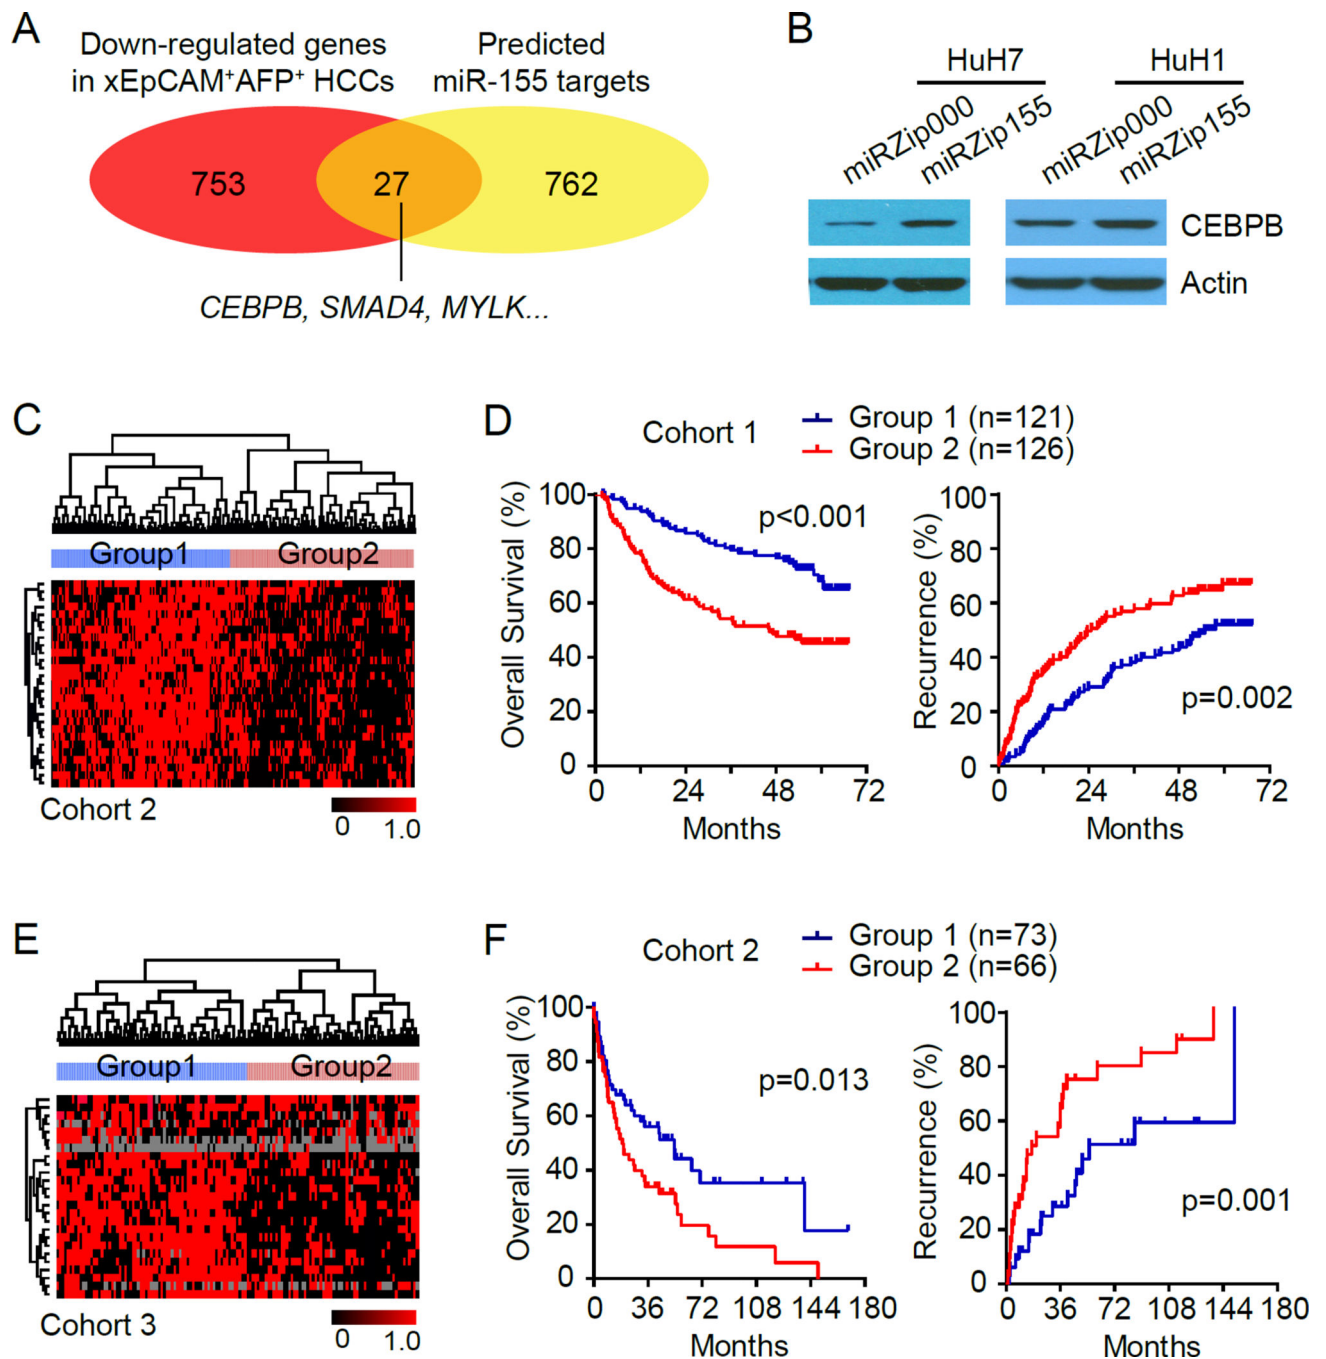 A
Down-regulated genes
in xEpCAM⁺AFP⁺ HCCs
Predicted
miR-155 targets
753
27
762
CEBPB, SMAD4, MYLK...
B
HuH7
HuH1
miRZip000
miRZip155
miRZip000
miRZip155
CEBPB
Actin
C
Group1
Group2
Cohort 2
0
1.0
D
Cohort 1
Group 1 (n=121)
Group 2 (n=126)
Overall Survival (%)
100
80
60
40
20
0
p<0.001
0 24 48 72
Months
Recurrence (%)
100
80
60
40
20
0
p=0.002
0 24 48 72
Months
E
Group1
Group2
Cohort 3
0
1.0
F
Cohort 2
Group 1 (n=73)
Group 2 (n=66)
Overall Survival (%)
100
80
60
40
20
0
p=0.013
0 36 72 108 144 180
Months
Recurrence (%)
100
80
60
40
20
0
p=0.001
0 36 72 108 144 180
Months